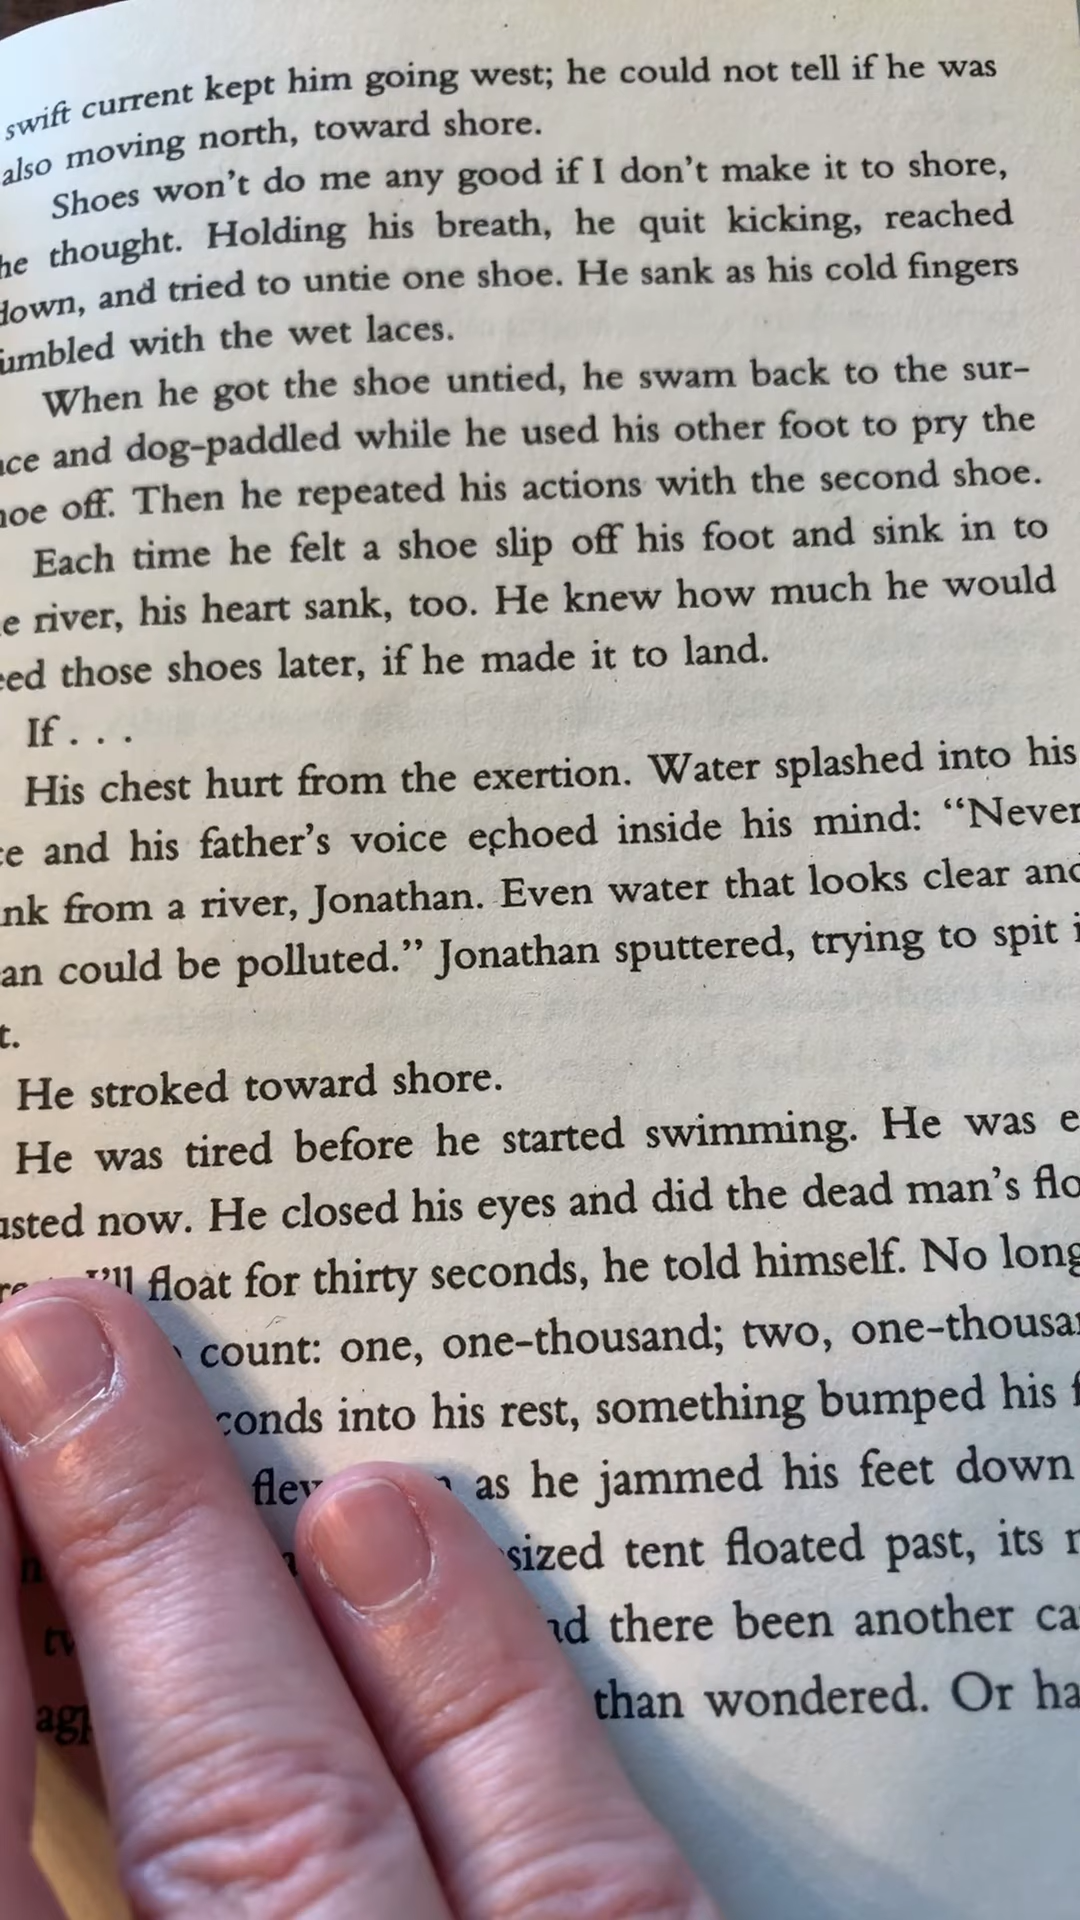 swift current kept him going west; he could not tell if he was
also moving north, toward shore.
Shoes won't do me any good if I don't make it to shore,
he thought. Holding his breath, he quit kicking, reached
down, and tried to untie one shoe. He sank as his cold fingers
umbled with the wet laces.
When he got the shoe untied, he swam back to the sur-
ace and dog-paddled while he used his other foot to pry the
hoe off. Then he repeated his actions with the second shoe.
Each time he felt a shoe slip off his foot and sink in to
e river, his heart sank, too. He knew how much he would
eed those shoes later, if he made it to land.
If . . .
His chest hurt from the exertion. Water splashed into his
ce and his father's voice echoed inside his mind: "Never
nk from a river, Jonathan. Even water that looks clear and
an could be polluted." Jonathan sputtered, trying to spit i
t.
He stroked toward shore.
He was tired before he started swimming. He was e
usted now. He closed his eyes and did the dead man's flo
I'll float for thirty seconds, he told himself. No long
count: one, one-thousand; two, one-thousa
conds into his rest, something bumped his f
flew as he jammed his feet down
sized tent floated past, its
there been another ca
than wondered. Or ha